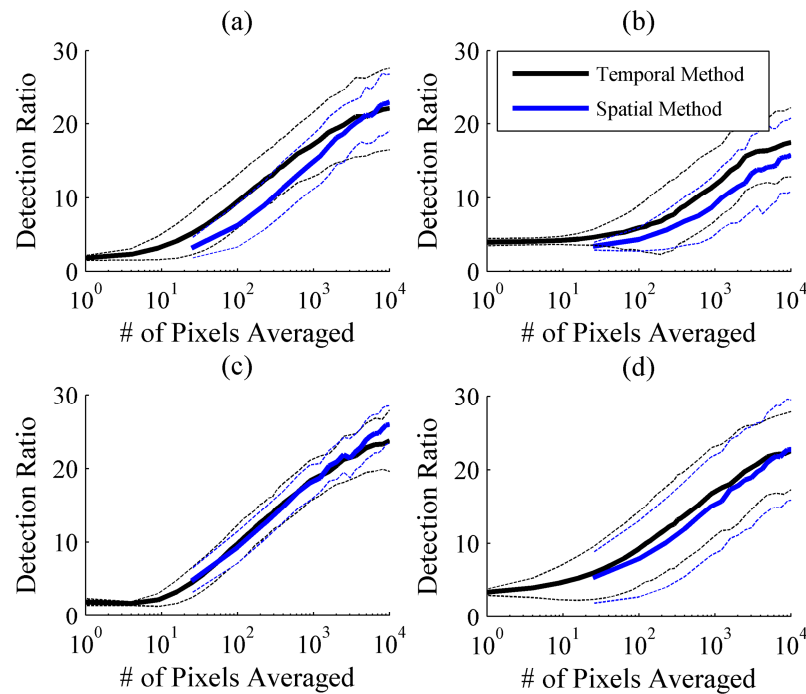 (a)
30
20
10
0
Detection Ratio
10^0 10^1 10^2 10^3 10^4
# of Pixels Averaged
(b)
30
20
10
0
Detection Ratio
Temporal Method
Spatial Method
10^0 10^1 10^2 10^3 10^4
# of Pixels Averaged
(c)
30
20
10
0
Detection Ratio
10^0 10^1 10^2 10^3 10^4
# of Pixels Averaged
(d)
30
20
10
0
Detection Ratio
10^0 10^1 10^2 10^3 10^4
# of Pixels Averaged